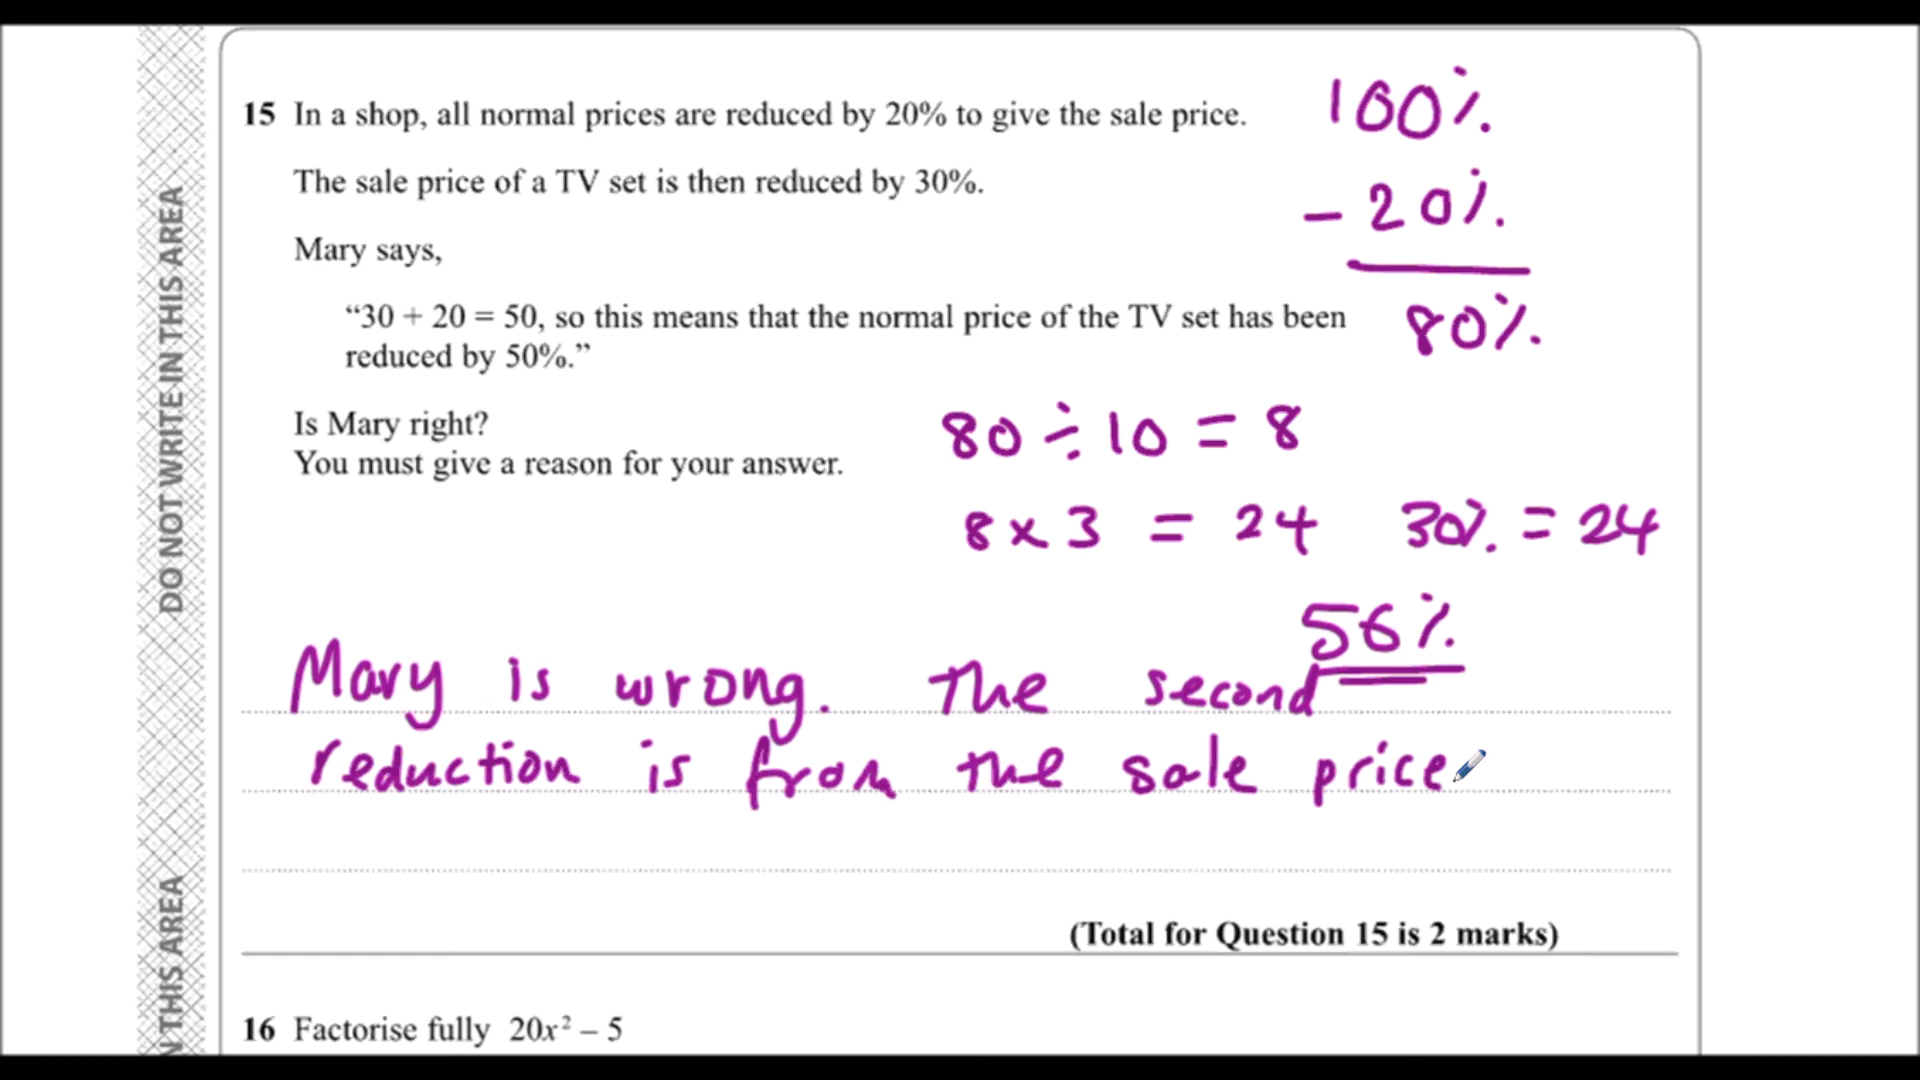 15 In a shop, all normal prices are reduced by 20% to give the sale price.
The sale price of a TV set is then reduced by 30%.
Mary says,
“30 + 20 = 50, so this means that the normal price of the TV set has been
reduced by 50%.”
Is Mary right?
You must give a reason for your answer.
100%
- 20%
80%
80 ÷ 10 = 8
8 x 3 = 24 30% = 24
56%
Mary is wrong. The second
reduction is from the sale price
(Total for Question 15 is 2 marks)
16 Factorise fully 20x² – 5
DO NOT WRITE IN THIS AREA
THIS AREA